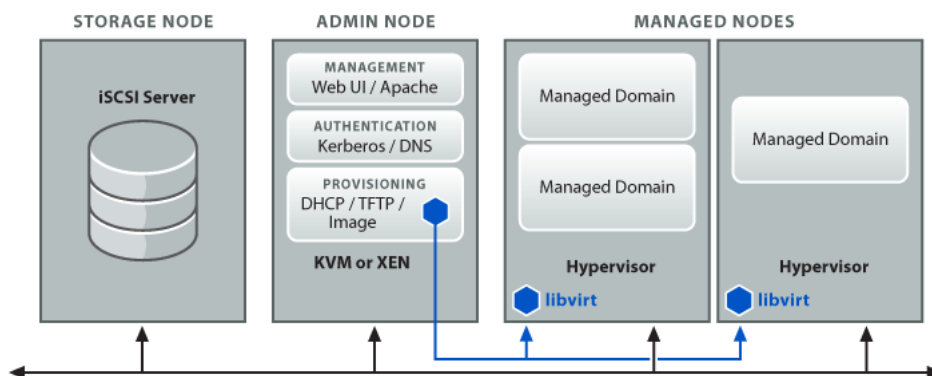 STORAGE NODE
iSCSI Server
ADMIN NODE
MANAGEMENT
Web UI / Apache
AUTHENTICATION
Kerberos / DNS
PROVISIONING
DHCP / TFTP /
Image
KVM or XEN
MANAGED NODES
Managed Domain
Managed Domain
Hypervisor
libvirt
Managed Domain
Hypervisor
libvirt